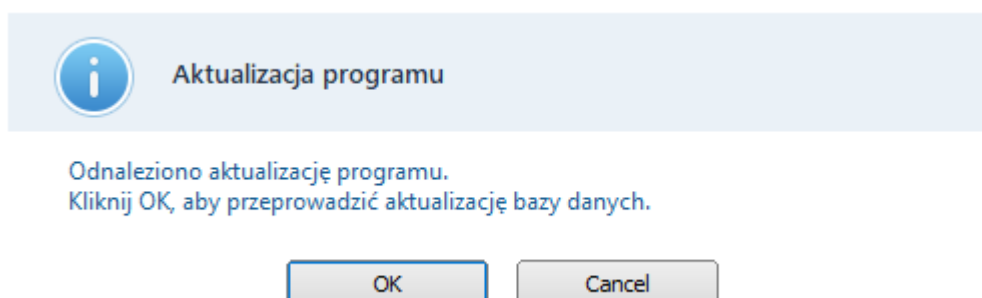 Aktualizacja programu
Odnaleziono aktualizację programu.
Kliknij OK, aby przeprowadzić aktualizację bazy danych.
OK Cancel